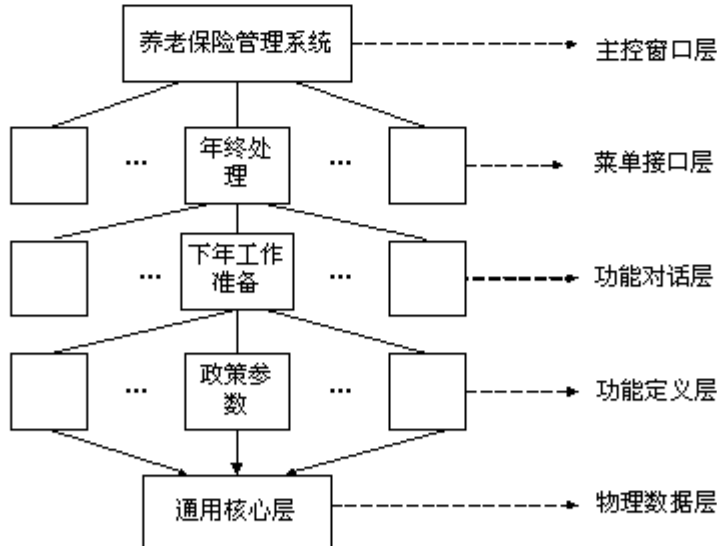 养老保险管理系统
主控窗口层
...
年终处
理
...
菜单接口层
...
下年工作
准备
...
功能对话层
...
政策参
数
...
功能定义层
通用核心层
物理数据层